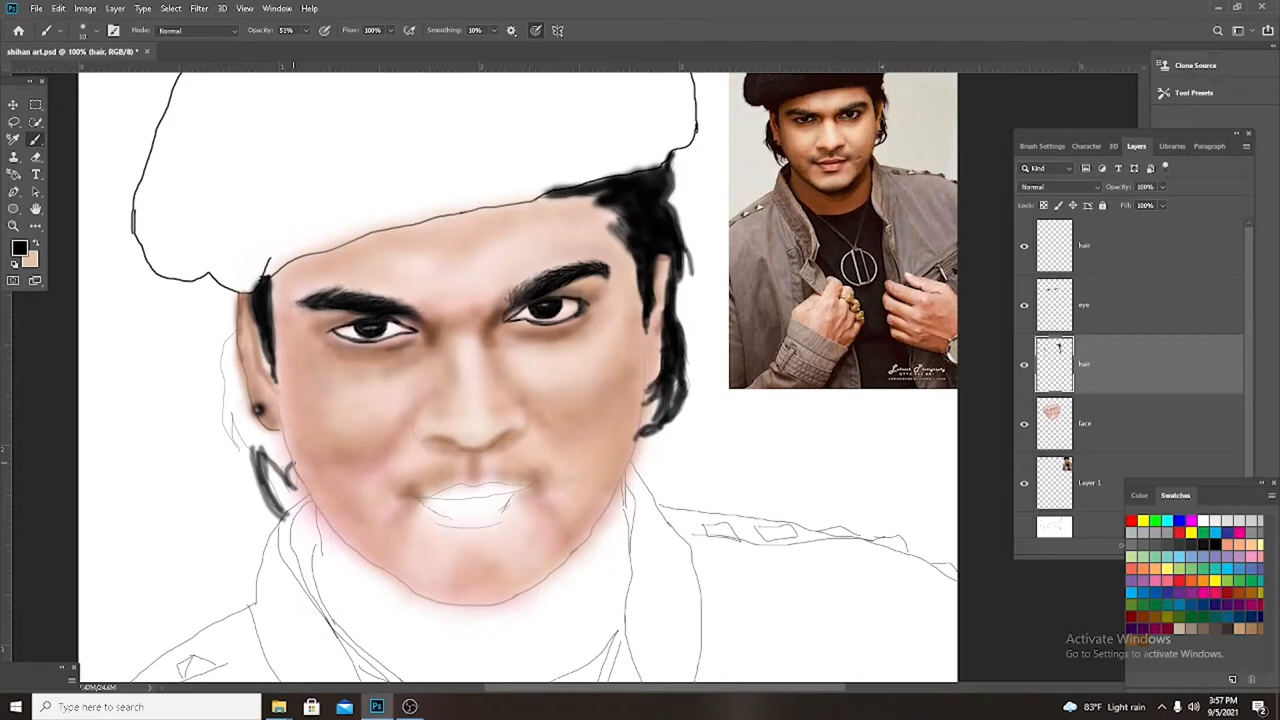 File Edit Image Layer Type Select Filter 3D View Window Help
Mode: Normal Opacity: 51% Flow: 100% Smoothing: 10%
shihan art.psd @ 100% (hair, RGB/8) *
Clone Source
Tool Presets
Brush Settings Character 3D Layers Libraries Paragraph
Kind
Normal Opacity: 100%
Lock: Fill: 100%
hair
eye
hair
face
Layer 1
Color Swatches
Activate Windows
Go to Settings to activate Windows.
Type here to search
83°F Light rain
3:57 PM
9/5/2021